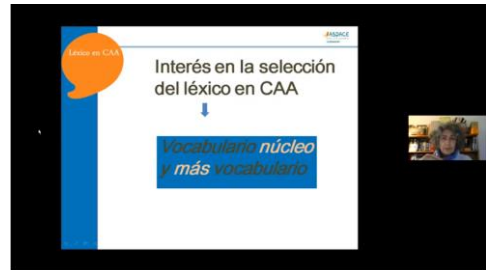 ASPACE
Léxico en CAA
Interés en la selección
del léxico en CAA
Vocabulario núcleo
y más vocabulario